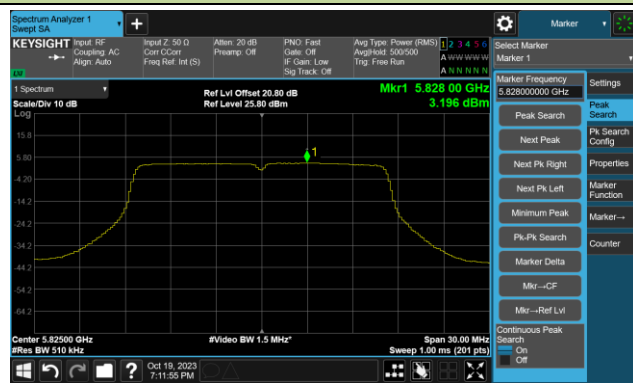 Spectrum Analyzer 1
Swept SA
Marker
KEYSIGHT
Input: RF
Coupling: AC
Align: Auto
Input Z: 50 Ω
Corr CCorr
Freq Ref: Int (S)
Atten: 20 dB
Preamp: Off
PNO: Fast
Gate: Off
IF Gain: Low
Sig Track: Off
Avg Type: Power (RMS)
Avg|Hold: 500/500
Trig: Free Run
1 2 3 4 5 6
A W W W W W
A N N N N N
LXI
Select Marker
Marker 1
1 Spectrum
Scale/Div 10 dB
Log
Ref Lvl Offset 20.80 dB
Ref Level 25.80 dBm
Mkr1 5.828 00 GHz
3.196 dBm
15.8
5.80
-4.20
-14.2
-24.2
-34.2
-44.2
-54.2
-64.2
1
Center 5.82500 GHz
#Res BW 510 kHz
#Video BW 1.5 MHz*
Span 30.00 MHz
Sweep 1.00 ms (201 pts)
Marker Frequency
5.828000000 GHz
Peak Search
Next Peak
Next Pk Right
Next Pk Left
Minimum Peak
Pk-Pk Search
Marker Delta
Mkr→CF
Mkr→Ref Lvl
Continuous Peak
Search
On
Off
Settings
Peak
Search
Pk Search
Config
Properties
Marker
Function
Marker→
Counter
?
Oct 19, 2023
7:11:55 PM